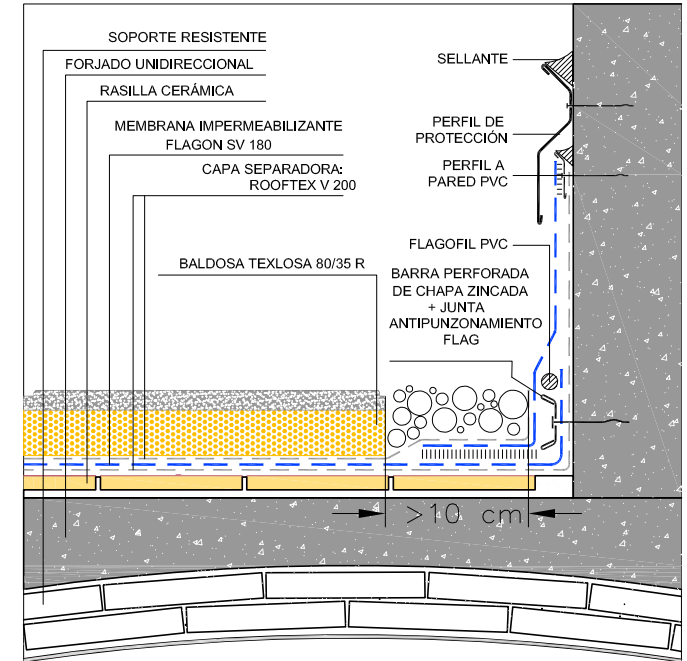 SOPORTE RESISTENTE
FORJADO UNIDIRECCIONAL
RASILLA CERÁMICA
MEMBRANA IMPERMEABILIZANTE
FLAGON SV 180
CAPA SEPARADORA:
ROOFTEX V 200
BALDOSA TEXLOSA 80/35 R
SELLANTE
PERFIL DE
PROTECCIÓN
PERFIL A
PARED PVC
FLAGOFIL PVC
BARRA PERFORADA
DE CHAPA ZINCADA
+ JUNTA
ANTIPUNZONAMIENTO
FLAG
>10 cm